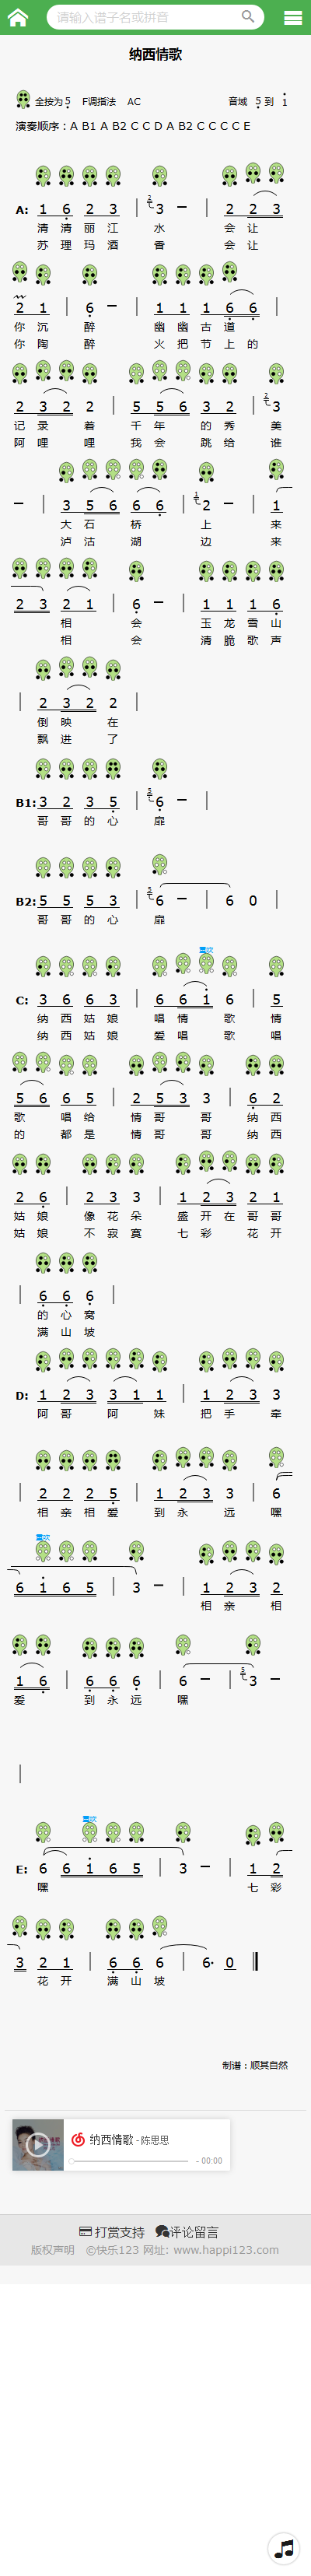 请输入谱子名或拼音
纳西情歌
全按为5 F调指法 AC 音域 5 到 1
演奏顺序：A B1 A B2 C C D A B2 C C C C E
A: 1 6 2 3 | 2 3 - | 2 2 3
清 清 丽 江 水 会 让
苏 理 玛 酒 香 会 让
2 1 | 6 - | 1 1 1 6 6 |
你 沉 醉 幽 幽 古 道
你 陶 醉 火 把 节 上 的
2 3 2 2 | 5 5 6 3 2 | 2 3
记 录 着 千 年 的 秀 美
阿 哩 哩 我 会 跳 给 谁
- | 3 5 6 6 6 | 1 2 - | 1
大 石 桥 上 来
泸 沽 湖 边 来
2 3 2 1 | 6 - | 1 1 1 6
相 会 玉 龙 雪 山
相 会 清 脆 歌 声
| 2 3 2 2 |
倒 映 在
飘 进 了
B1: 3 2 3 5 | 5 6 - |
哥 哥 的 心 扉
B2: 5 5 5 3 | 5 6 - | 6 0 |
哥 哥 的 心 扉
重吹
C: 3 6 6 3 | 6 6 1 6 | 5
纳 西 姑 娘 唱 情 歌 情
纳 西 姑 娘 爱 唱 歌 唱
5 6 6 5 | 2 5 3 3 | 6 2
歌 唱 给 情 哥 哥 纳 西
的 都 是 情 哥 哥 纳 西
2 6 | 2 3 3 | 1 2 3 2 1
姑 娘 像 花 朵 盛 开 在 哥 哥
姑 娘 不 寂 寞 七 彩 花 开
| 6 6 6 |
的 心 窝
满 山 坡
D: 1 2 3 3 1 1 | 1 2 3 3
阿 哥 阿 妹 把 手 牵
| 2 2 2 5 | 1 2 3 3 | 6
相 亲 相 爱 到 永 远 嘿
重吹
6 1 6 5 | 3 - | 1 2 3 2
相 亲 相
1 6 | 6 6 6 | 6 - | 5 3 -
爱 到 永 远 嘿
|
重吹
E: 6 6 1 6 5 | 3 - | 1 2
嘿 七 彩
3 2 1 | 6 6 6 | 6· 0
花 开 满 山 坡
制谱：顺其自然
纳西情歌 - 陈思思
- 00:00
打赏支持 评论留言
版权声明 ©快乐123 网址: www.happi123.com